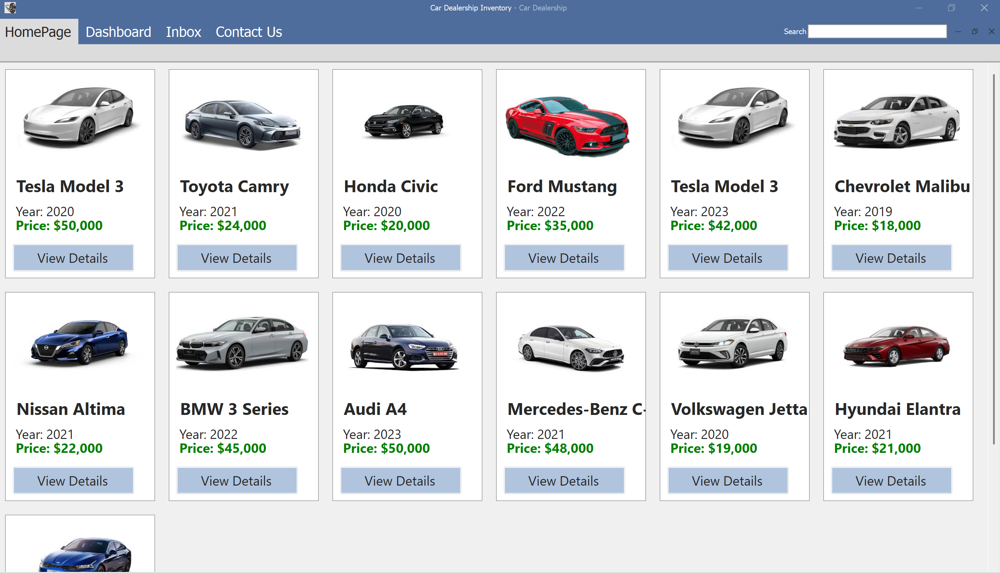 Car Dealership Inventory - Car Dealership
HomePage Dashboard Inbox Contact Us Search
Tesla Model 3
Year: 2020
Price: $50,000
View Details
Toyota Camry
Year: 2021
Price: $24,000
View Details
Honda Civic
Year: 2020
Price: $20,000
View Details
Ford Mustang
Year: 2022
Price: $35,000
View Details
Tesla Model 3
Year: 2023
Price: $42,000
View Details
Chevrolet Malibu
Year: 2019
Price: $18,000
View Details
Nissan Altima
Year: 2021
Price: $22,000
View Details
BMW 3 Series
Year: 2022
Price: $45,000
View Details
Audi A4
Year: 2023
Price: $50,000
View Details
Mercedes-Benz C-
Year: 2021
Price: $48,000
View Details
JETTA
Volkswagen Jetta
Year: 2020
Price: $19,000
View Details
Hyundai Elantra
Year: 2021
Price: $21,000
View Details